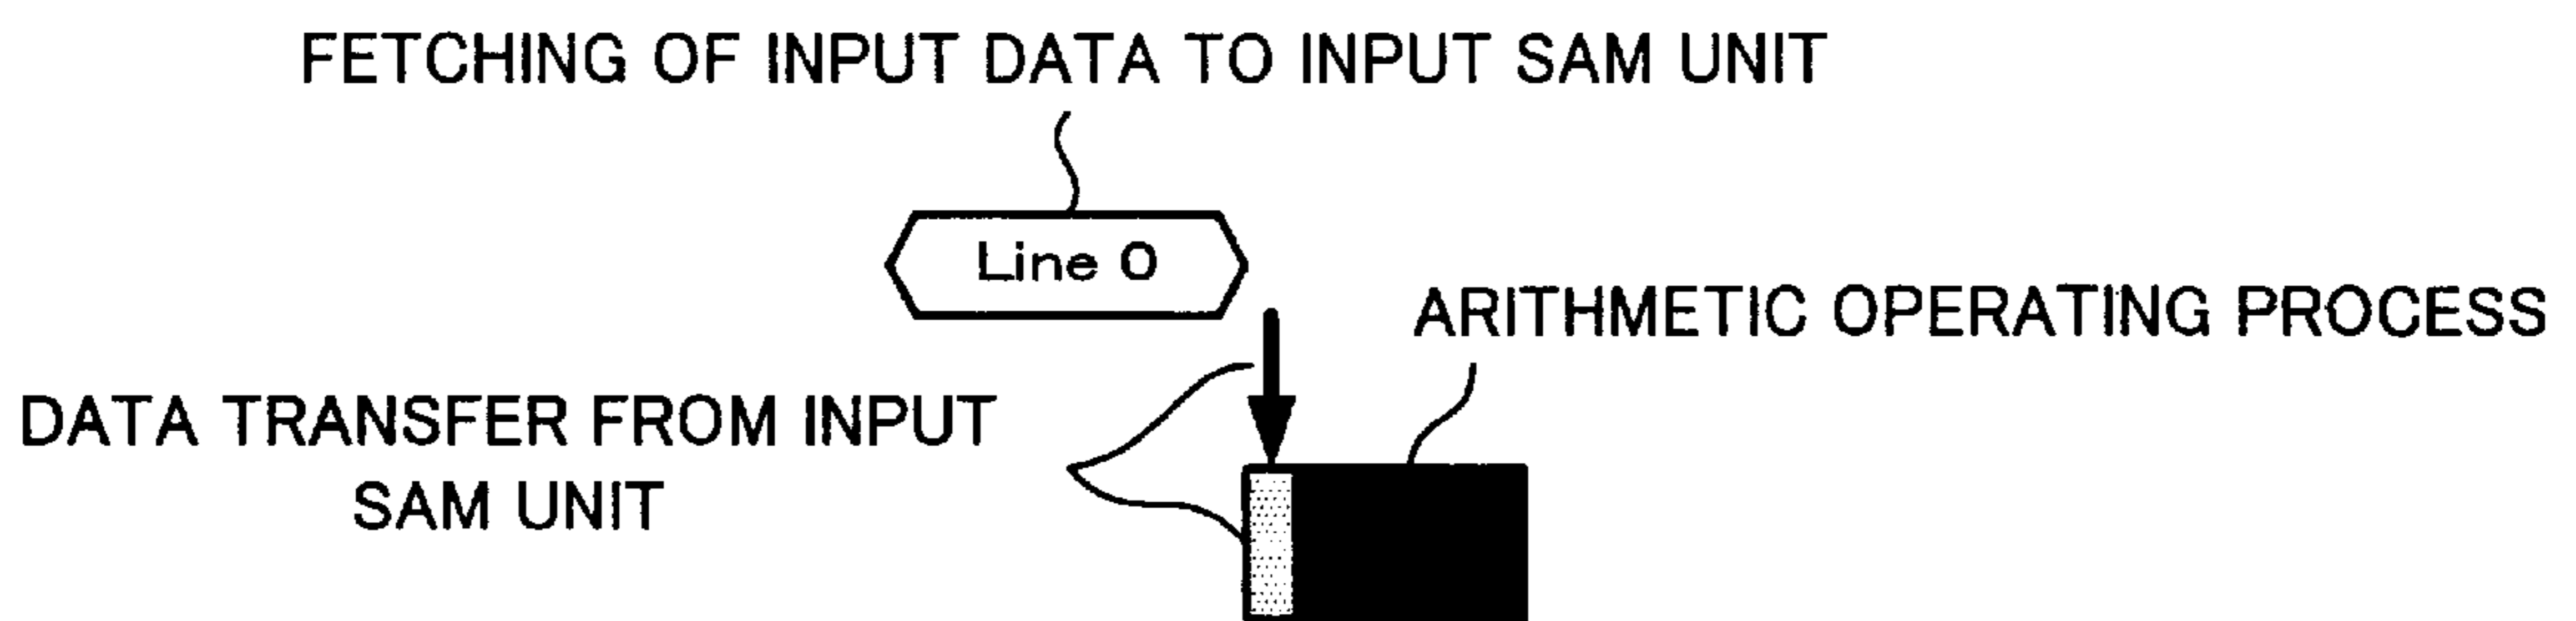 FETCHING OF INPUT DATA TO INPUT SAM UNIT
Line 0
ARITHMETIC OPERATING PROCESS
DATA TRANSFER FROM INPUT
SAM UNIT